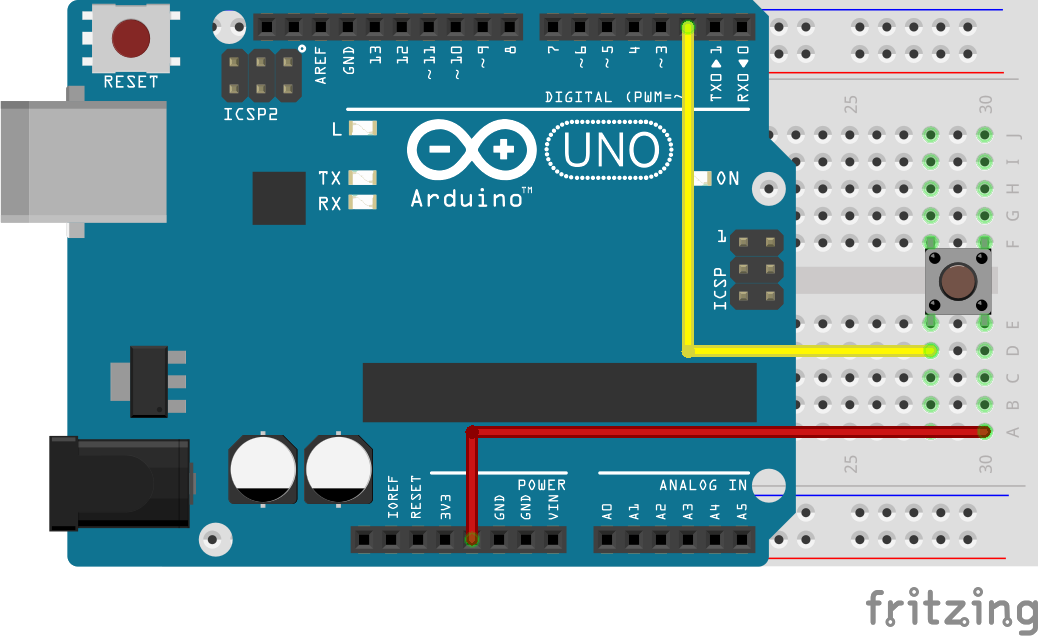 RESET
ICSP2
AREF
GND
13
12
~11
~10
~9
8
7
~6
~5
4
~3
TX0 1
RX0 0
DIGITAL (PWM=~
L
TX
RX
Arduino™
UNO
ON
1
ICSP
25
30
J
I
H
G
F
E
D
C
B
A
25
30
IOREF
RESET
3V3
GND
GND
VIN
POWER
A0
A1
A2
A3
A4
A5
ANALOG IN
fritzing